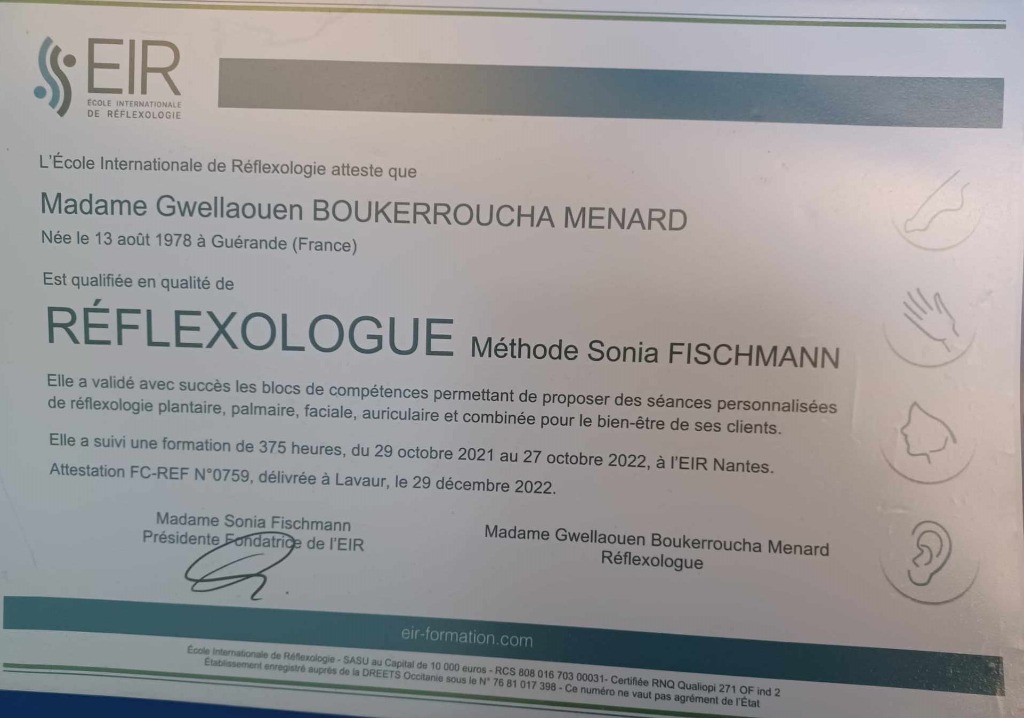 EIR
ÉCOLE INTERNATIONALE
DE RÉFLEXOLOGIE
L'École Internationale de Réflexologie atteste que
Madame Gwellaouen BOUKERROUCHA MENARD
Née le 13 août 1978 à Guérande (France)
Est qualifiée en qualité de
RÉFLEXOLOGUE Méthode Sonia FISCHMANN
Elle a validé avec succès les blocs de compétences permettant de proposer des séances personnalisées
de réflexologie plantaire, palmaire, faciale, auriculaire et combinée pour le bien-être de ses clients.
Elle a suivi une formation de 375 heures, du 29 octobre 2021 au 27 octobre 2022, à l'EIR Nantes.
Attestation FC-REF N°0759, délivrée à Lavaur, le 29 décembre 2022.
Madame Sonia Fischmann
Présidente Fondatrice de l'EIR
Madame Gwellaouen Boukerroucha Menard
Réflexologue
eir-formation.com
École Internationale de Réflexologie - SASU au Capital de 10 000 euros - RCS 808 016 703 00031- Certifiée RNQ Qualiopi 271 OF ind 2
Établissement enregistré auprès de la DREETS Occitanie sous le N° 76 81 017 398 - Ce numéro ne vaut pas agrément de l'État